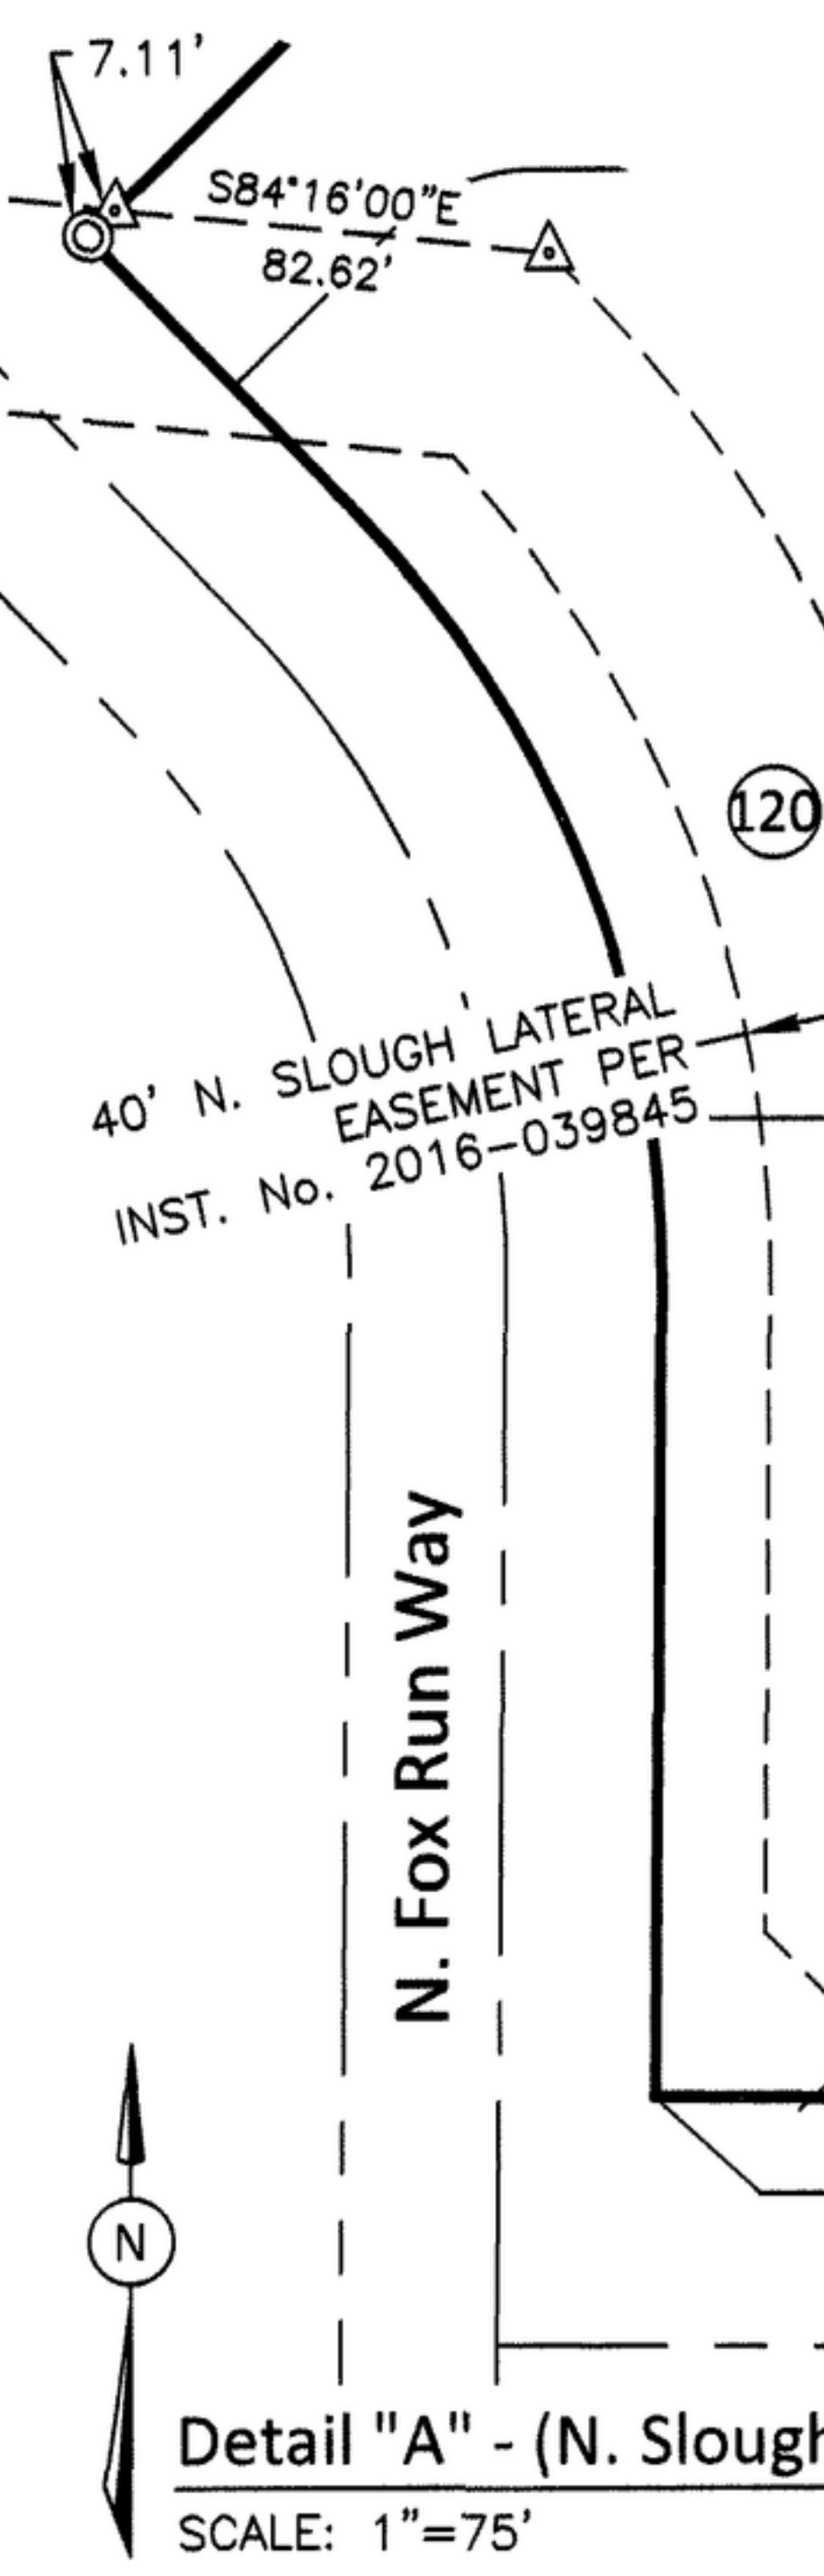 7.11'
S84°16'00"E
82.62'
120
40' N. SLOUGH LATERAL
EASEMENT PER
INST. No. 2016-039845
N. Fox Run Way
N
Detail "A" - (N. Slough
SCALE: 1"=75'